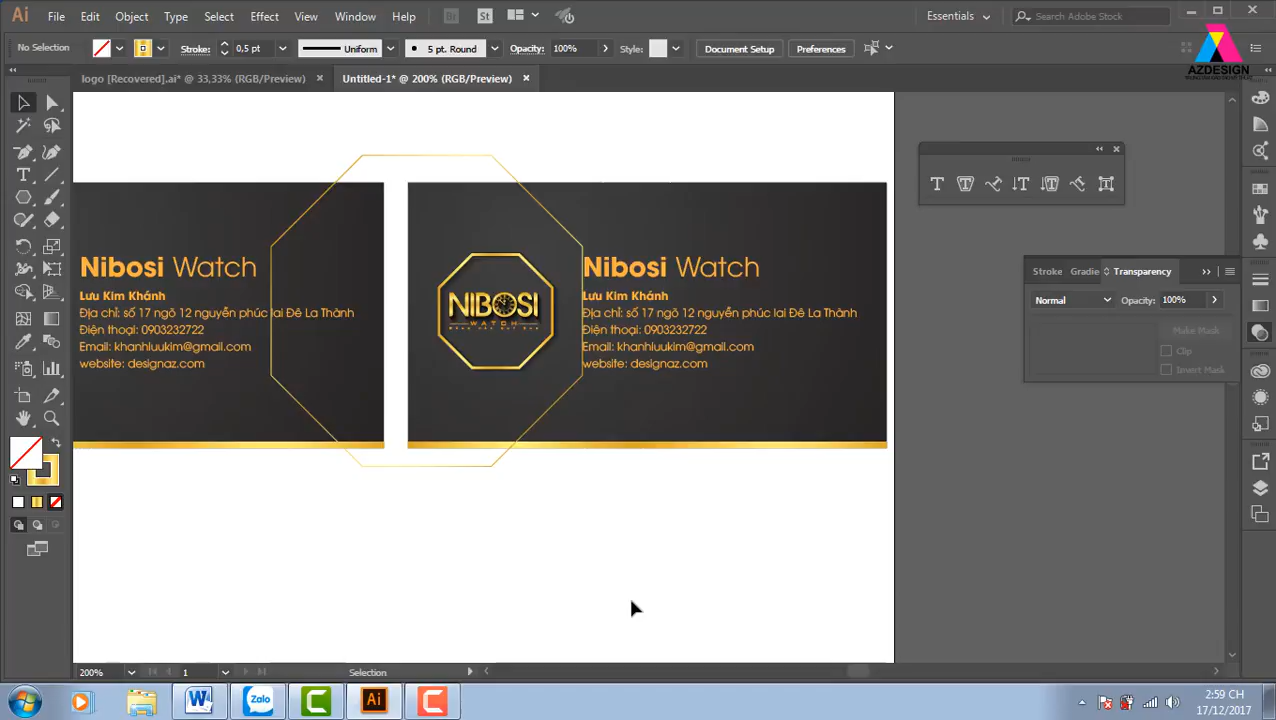 Ai File Edit Object Type Select Effect View Window Help Br St Essentials Search Adobe Stock
No Selection Stroke: 0,5 pt Uniform 5 pt. Round Opacity: 100% Style: Document Setup Preferences
AZDESIGN
logo [Recovered].ai* @ 33,33% (RGB/Preview) Untitled-1* @ 200% (RGB/Preview)
Nibosi Watch
Lưu Kim Khánh
Địa chỉ: số 17 ngõ 12 nguyễn phúc lai Đê La Thành
Điện thoại: 0903232722
Email: khanhluukim@gmail.com
website: designaz.com
NIBOSI
WATCH
Nibosi Watch
Lưu Kim Khánh
Địa chỉ: số 17 ngõ 12 nguyễn phúc lai Đê La Thành
Điện thoại: 0903232722
Email: khanhluukim@gmail.com
website: designaz.com
Stroke Gradie Transparency
Normal Opacity: 100%
Make Mask
Clip
Invert Mask
200% 1 Selection
Zalo Ai
2:59 CH
17/12/2017